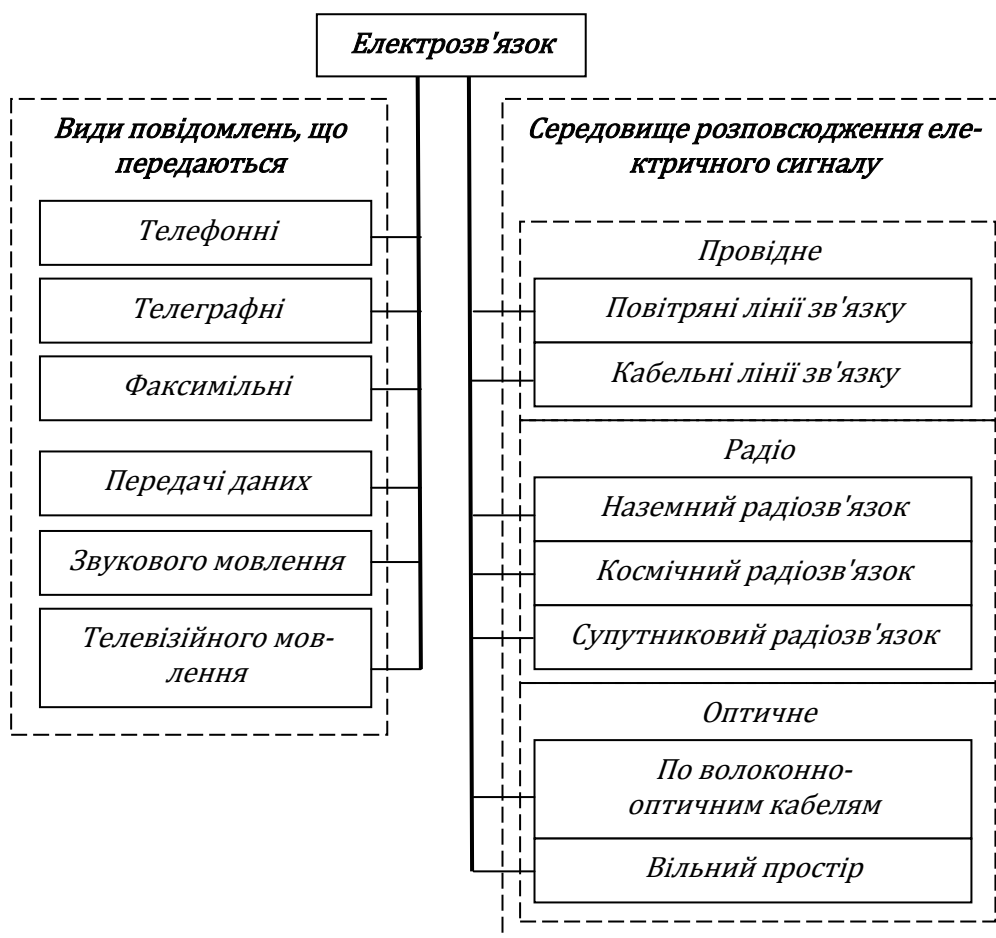 Електрозв'язок
Види повідомлень, що
передаються
Телефонні
Телеграфні
Факсимільні
Передачі даних
Звукового мовлення
Телевізійного мов-
лення
Середовище розповсюдження еле-
ктричного сигналу
Провідне
Повітряні лінії зв'язку
Кабельні лінії зв'язку
Радіо
Наземний радіозв'язок
Космічний радіозв'язок
Супутниковий радіозв'язок
Оптичне
По волоконно-
оптичним кабелям
Вільний простір